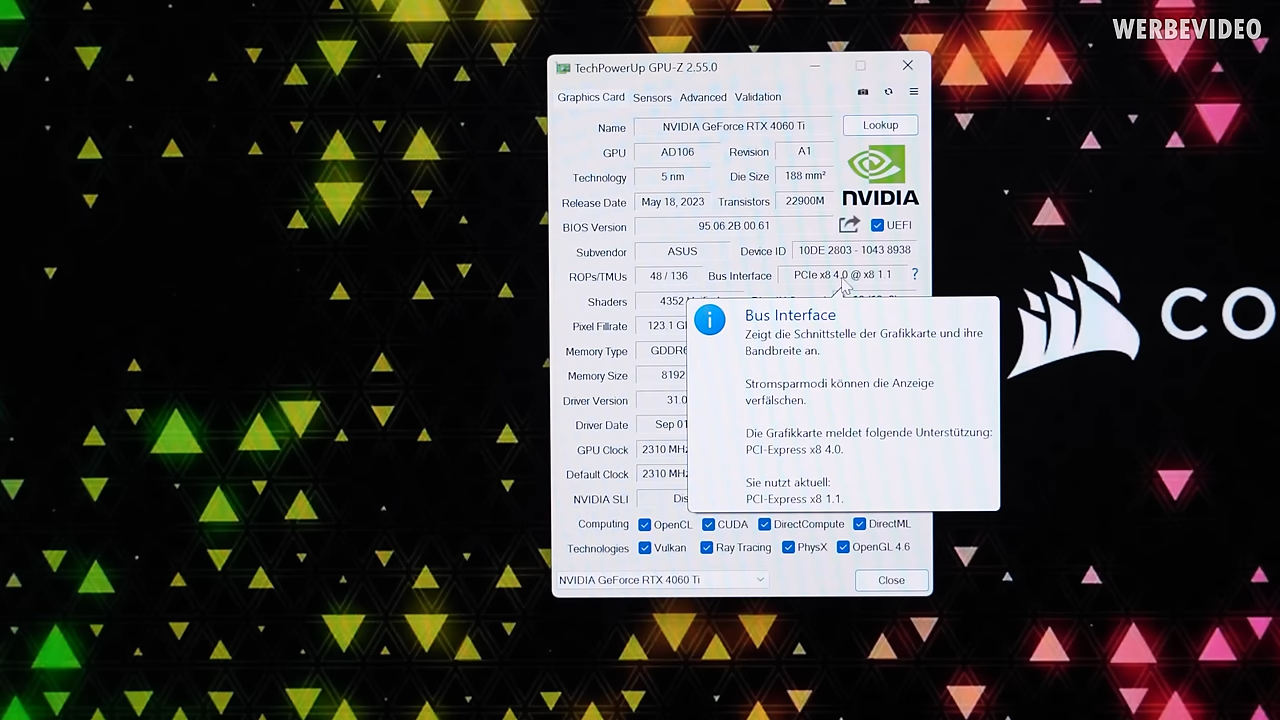 WERBEVIDEO
TechPowerUp GPU-Z 2.55.0
Graphics Card Sensors Advanced Validation
Name NVIDIA GeForce RTX 4060 Ti Lookup
GPU AD106 Revision A1
Technology 5 nm Die Size 188 mm²
Release Date May 18, 2023 Transistors 22900M
NVIDIA
BIOS Version 95.06.2B.00.61 UEFI
Subvendor ASUS Device ID 10DE 2803 - 1043 8938
ROPs/TMUs 48 / 136 Bus Interface PCIe x8 4.0 @ x8 1.1 ?
Shaders 4352
Pixel Fillrate 123.1
Memory Type
Memory Size 8192
Driver Version 31.0
Driver Date Sep 01
GPU Clock 2310 MHz
Default Clock 2310 MHz
NVIDIA SLI
Bus Interface
Zeigt die Schnittstelle der Grafikkarte und ihre
Bandbreite an.
Stromsparmodi können die Anzeige
verfälschen.
Die Grafikkarte meldet folgende Unterstützung:
PCI-Express x8 4.0.
Sie nutzt aktuell:
PCI-Express x8 1.1.
Computing OpenCL CUDA DirectCompute DirectML
Technologies Vulkan Ray Tracing PhysX OpenGL 4.6
NVIDIA GeForce RTX 4060 Ti Close
CO